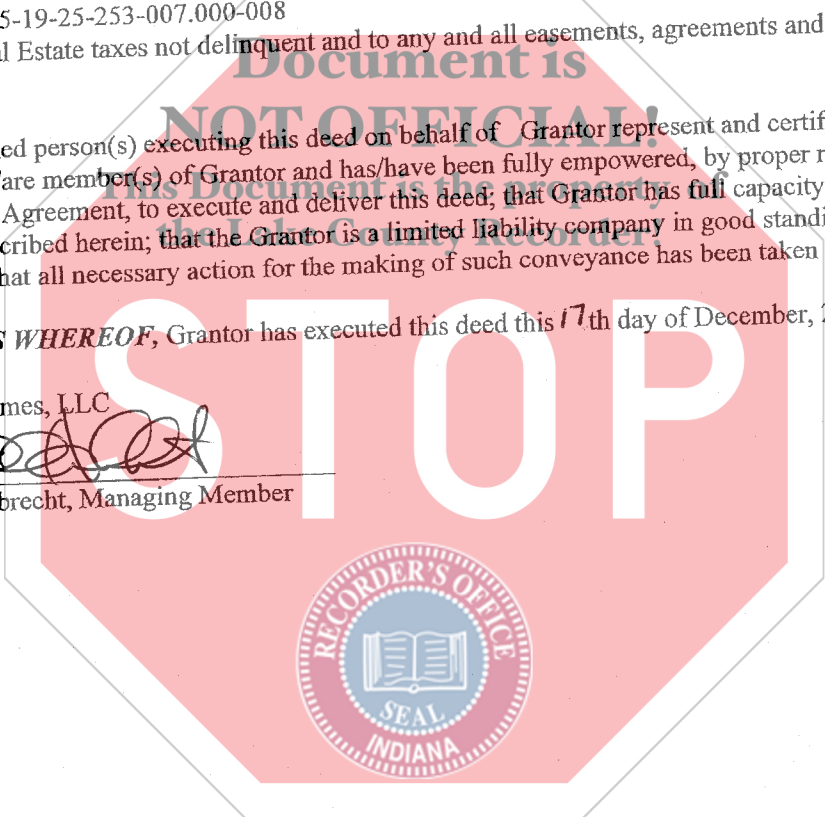 5-19-25-253-007.000-008
l Estate taxes not delinquent and to any and all easements, agreements and
Document is
NOT OFFICIAL!
This Document is the property of
the Lake County Recorder!
ed person(s) executing this deed on behalf of Grantor represent and certif
are member(s) of Grantor and has/have been fully empowered, by proper r
Agreement, to execute and deliver this deed; that Grantor has full capacity
cribed herein; that the Grantor is a limited liability company in good standi
hat all necessary action for the making of such conveyance has been taken
S WHEREOF, Grantor has executed this deed this 17th day of December, 2
STOP
mes, LLC
brecht, Managing Member
RECORDER'S OFFICE
SEAL
INDIANA